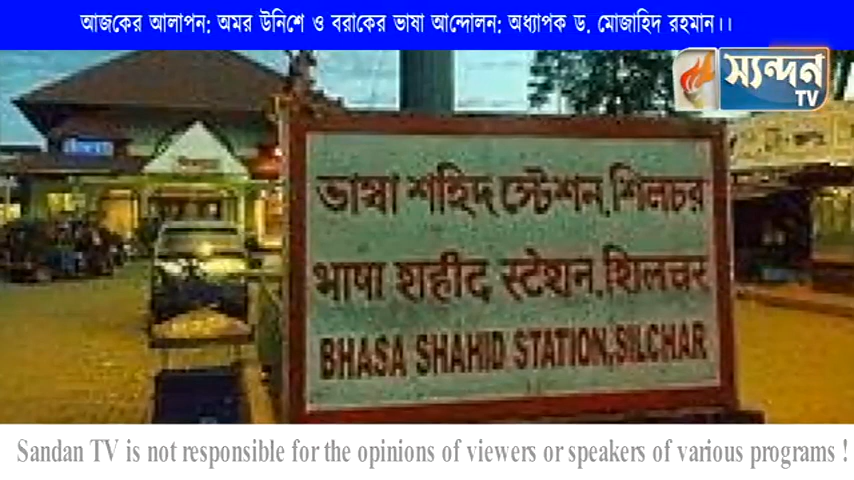 আজকের আলাপন: অমর উনিশে ও বরাকের ভাষা আন্দোলন: অধ্যাপক ড. মোজাহিদ রহমান।।
স্যন্দন
TV
ভাষা শহিদ স্টেশন, শিলচর
भाषा शहीद स्टेशन, शिलचर
BHASA SHAHID STATION, SILCHAR
Sandan TV is not responsible for the opinions of viewers or speakers of various programs !